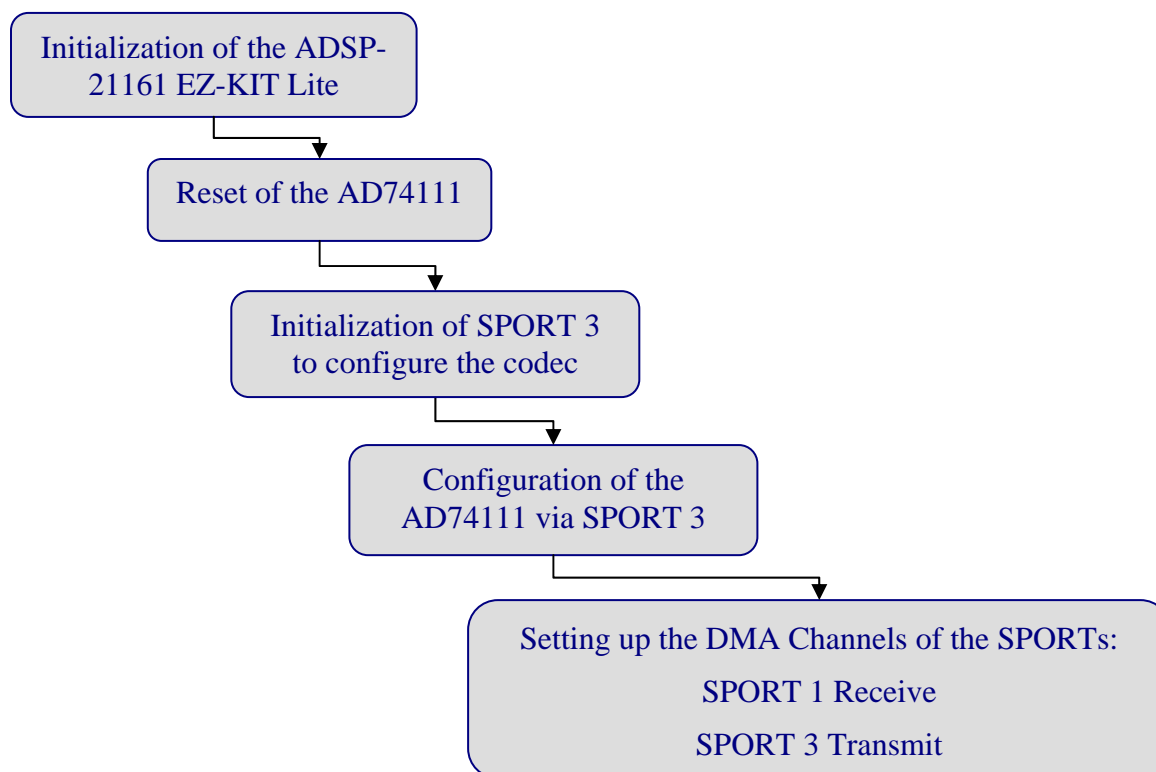 Initialization of the ADSP-
21161 EZ-KIT Lite
Reset of the AD74111
Initialization of SPORT 3
to configure the codec
Configuration of the
AD74111 via SPORT 3
Setting up the DMA Channels of the SPORTs:
SPORT 1 Receive
SPORT 3 Transmit